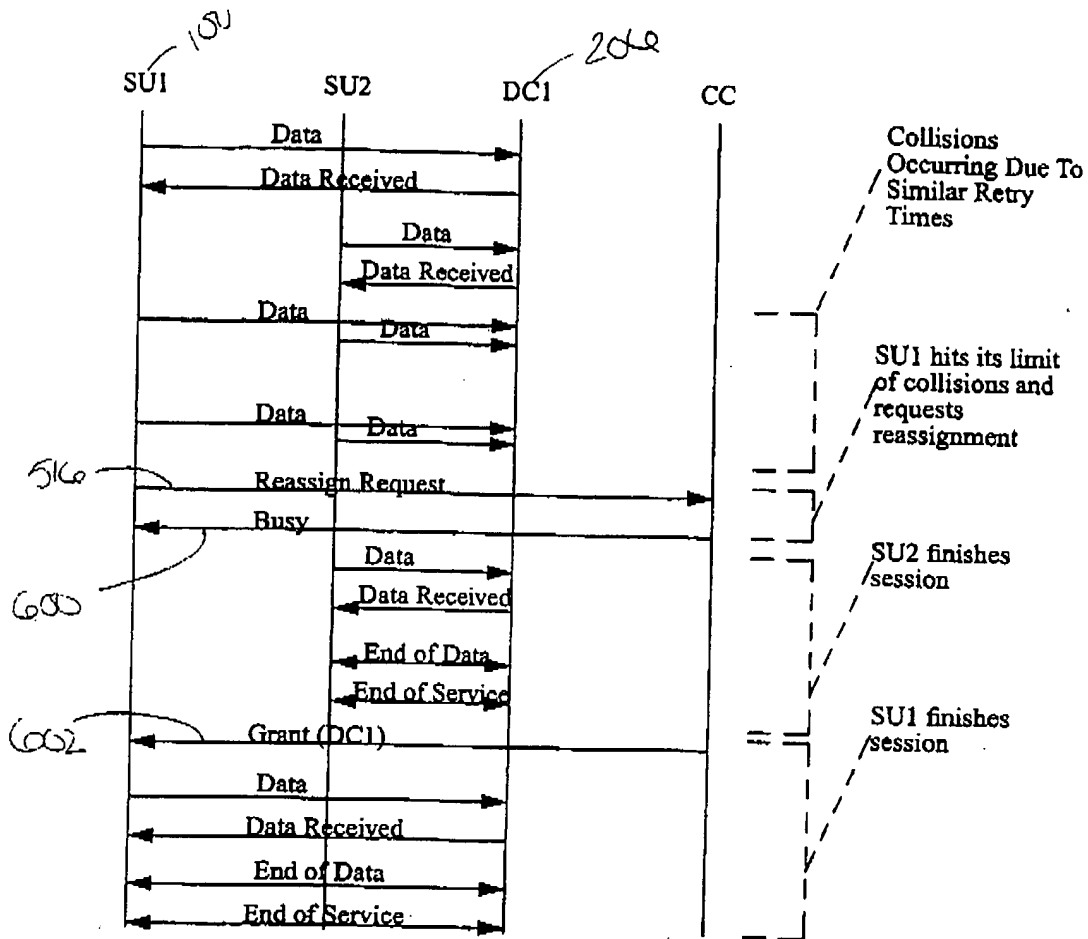 100
206
SU1
SU2
DC1
CC
Data
Data Received
Data
Data Received
Data
Data
Data
Data
516
Reassign Request
Busy
600
Data
Data Received
End of Data
End of Service
602
Grant (DC1)
Data
Data Received
End of Data
End of Service
Collisions
Occurring Due To
Similar Retry
Times
SU1 hits its limit
of collisions and
requests
reassignment
SU2 finishes
session
SU1 finishes
session